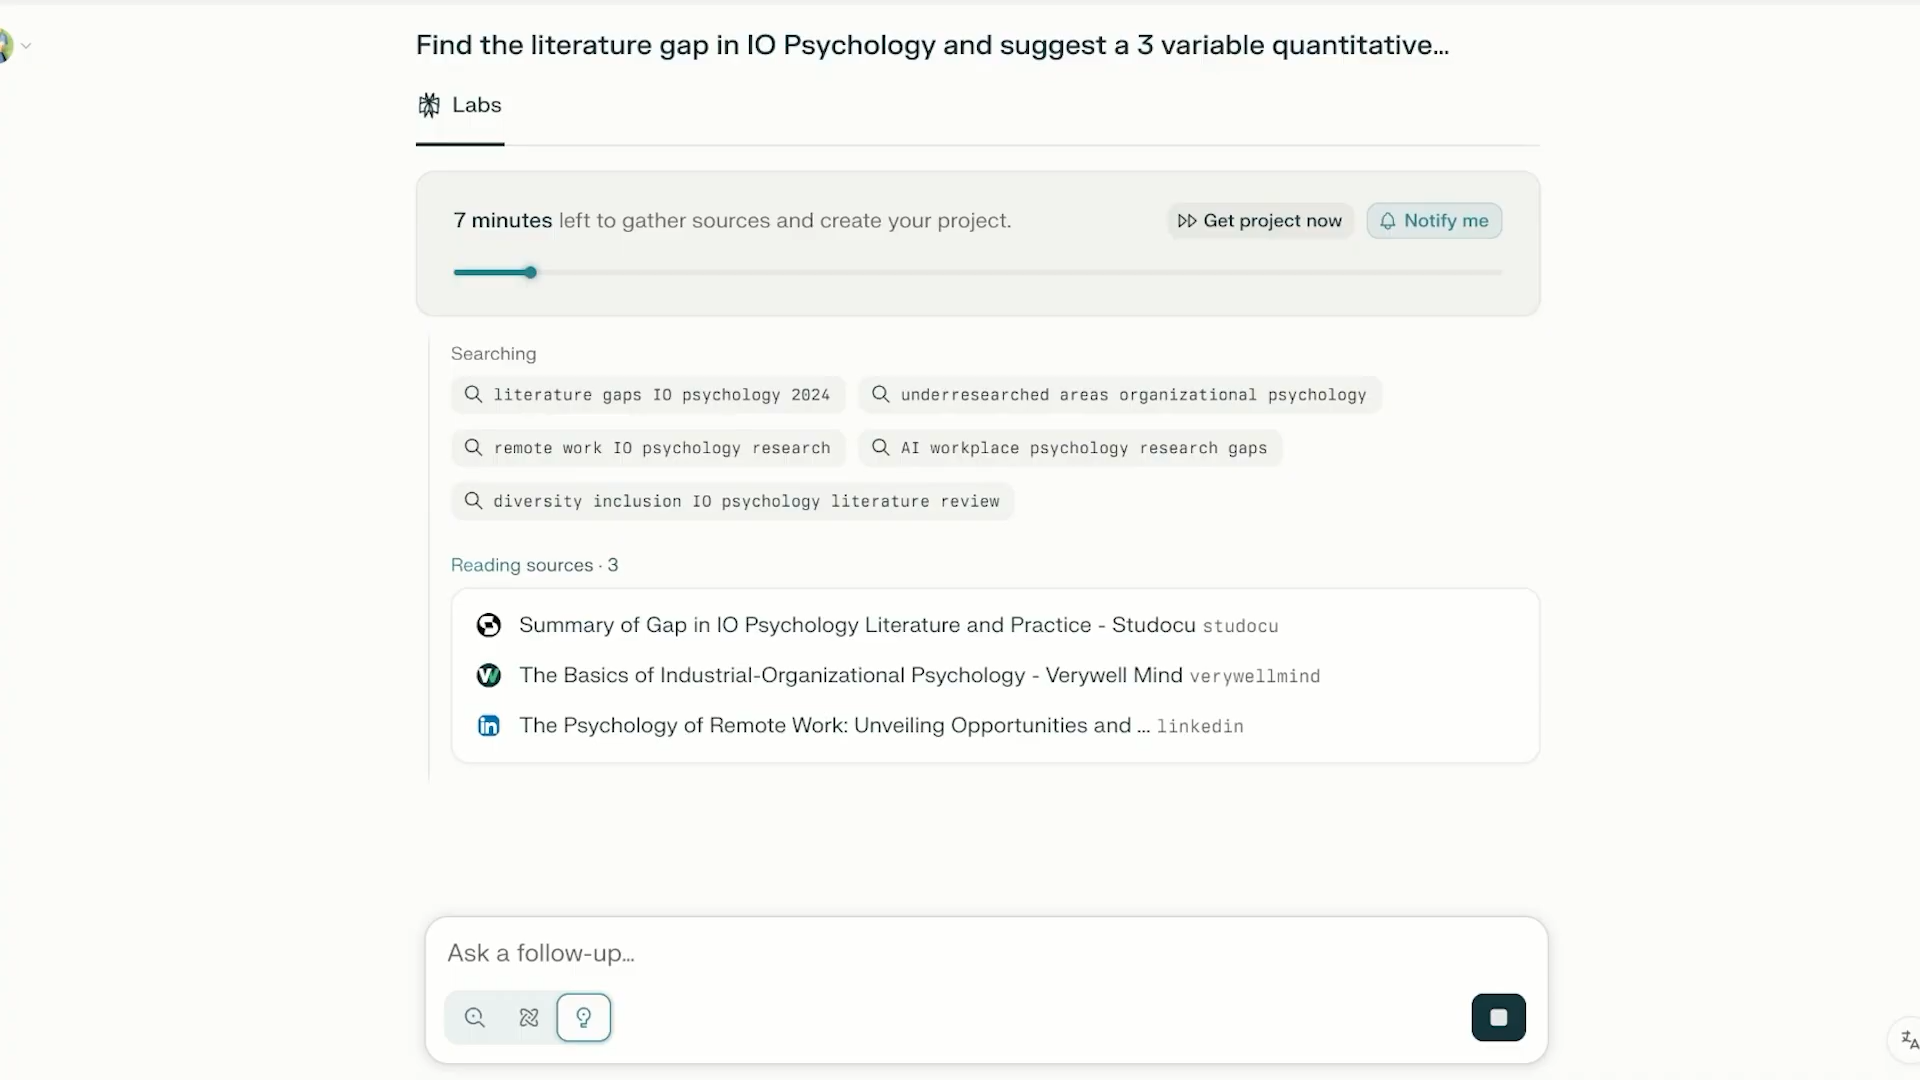 Find the literature gap in IO Psychology and suggest a 3 variable quantitative...
Labs
7 minutes left to gather sources and create your project.
Get project now
Notify me
Searching
literature gaps IO psychology 2024
underresearched areas organizational psychology
remote work IO psychology research
AI workplace psychology research gaps
diversity inclusion IO psychology literature review
Reading sources · 3
Summary of Gap in IO Psychology Literature and Practice - Studocu studocu
The Basics of Industrial-Organizational Psychology - Verywell Mind verywellmind
The Psychology of Remote Work: Unveiling Opportunities and ... linkedin
Ask a follow-up...